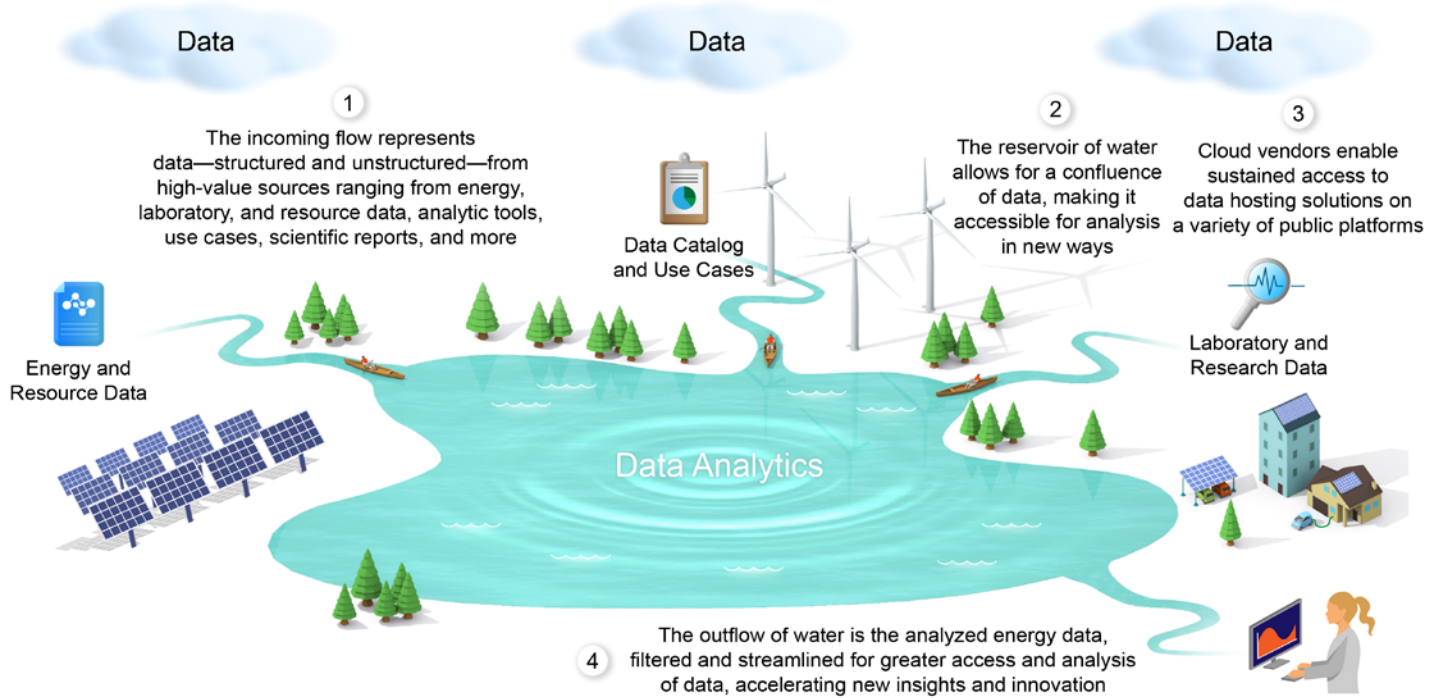 Data
Data
Data
1
The incoming flow represents
data—structured and unstructured—from
high-value sources ranging from energy,
laboratory, and resource data, analytic tools,
use cases, scientific reports, and more
2
The reservoir of water
allows for a confluence
of data, making it
accessible for analysis
in new ways
3
Cloud vendors enable
sustained access to
data hosting solutions on
a variety of public platforms
Data Catalog
and Use Cases
Energy and
Resource Data
Laboratory and
Research Data
Data Analytics
4
The outflow of water is the analyzed energy data,
filtered and streamlined for greater access and analysis
of data, accelerating new insights and innovation